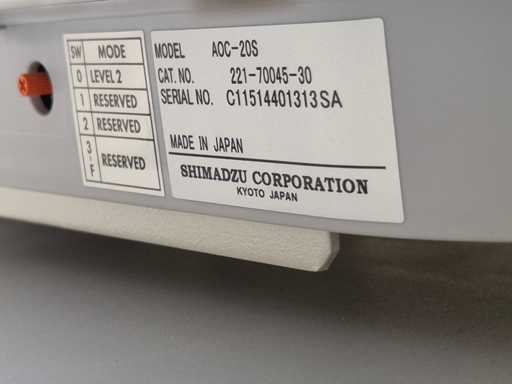 SW MODE
0 LEVEL 2
1 RESERVED
2 RESERVED
3-F RESERVED
MODEL AOC-20S
CAT. NO. 221-70045-30
SERIAL NO. C11514401313SA
MADE IN JAPAN
SHIMADZU CORPORATION
KYOTO JAPAN